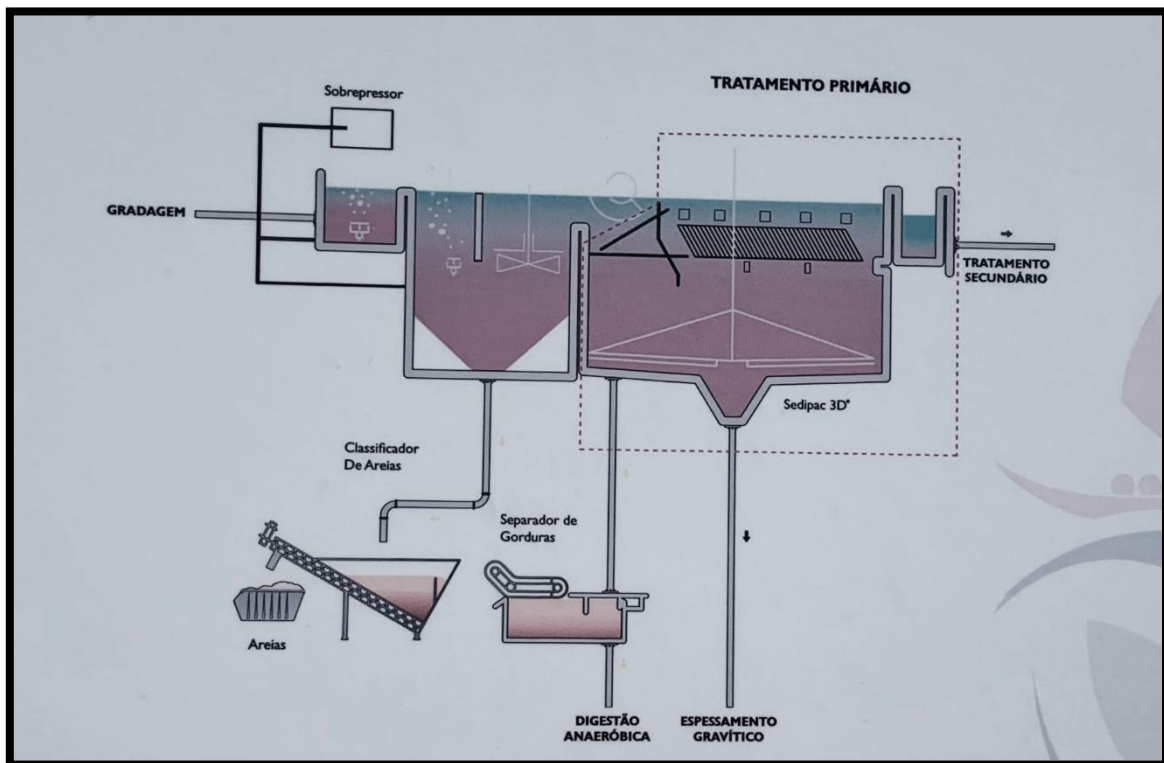 TRATAMENTO PRIMÁRIO
Sobrepressor
GRADAGEM
TRATAMENTO
SECUNDÁRIO
Sedipac 3D®
Classificador
De Areias
Separador de
Gorduras
Areias
DIGESTÃO
ANAERÓBICA
ESPESSAMENTO
GRAVÍTICO